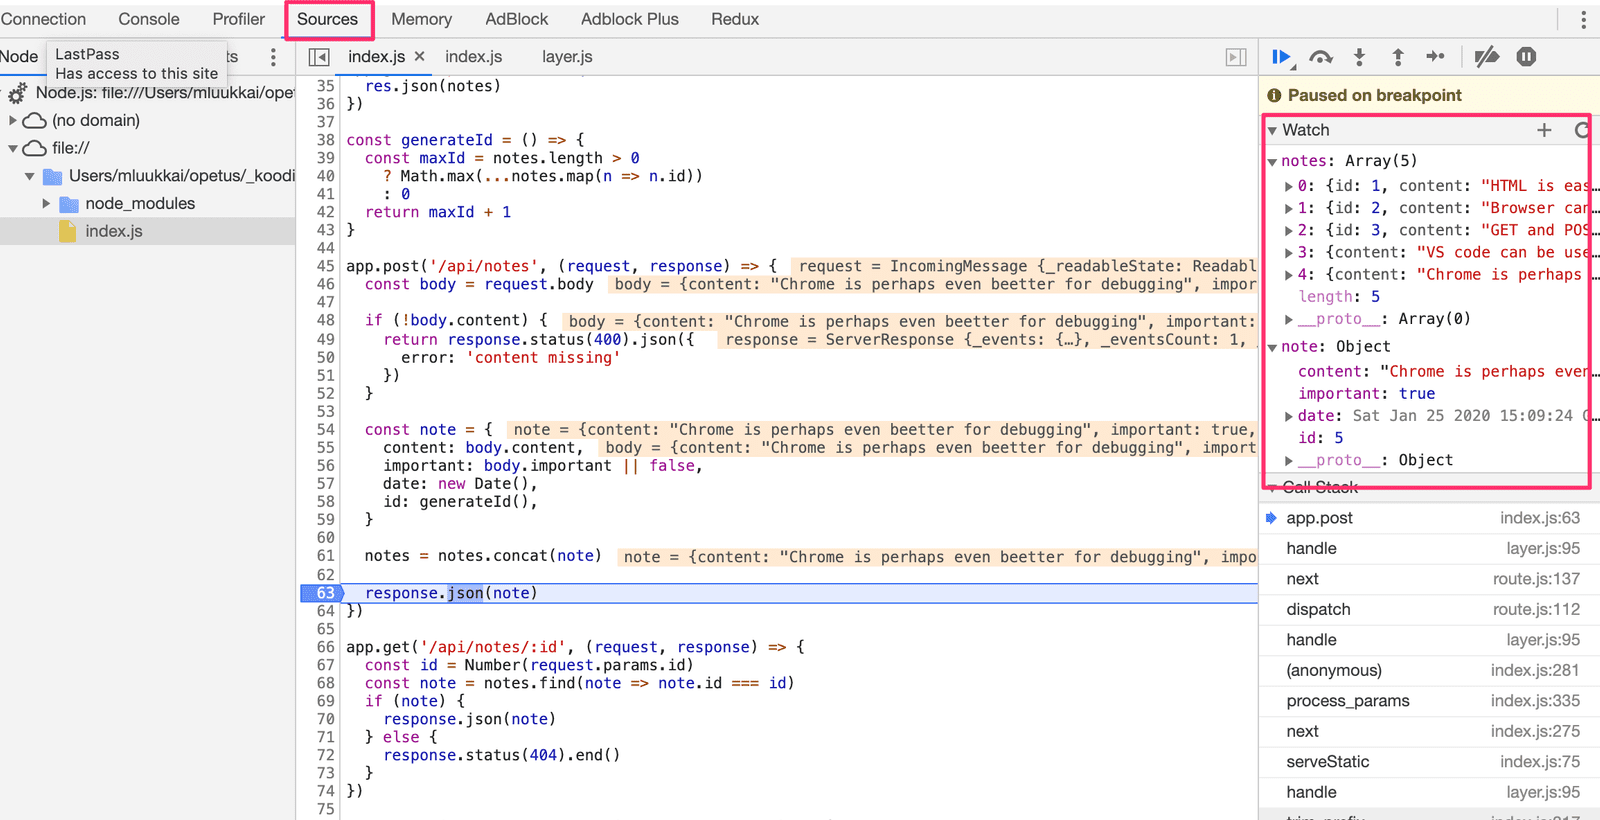 Connection Console Profiler Sources Memory AdBlock Adblock Plus Redux
Node ts
LastPass
Has access to this site
Node.js: file:///Users/mluukkai/opet
(no domain)
file://
Users/mluukkai/opetus/_koodi
node_modules
index.js
index.js × index.js layer.js
35 res.json(notes)
36 })
37
38 const generateId = () => {
39 const maxId = notes.length > 0
40 ? Math.max(...notes.map(n => n.id))
41 : 0
42 return maxId + 1
43 }
44
45 app.post('/api/notes', (request, response) => { request = IncomingMessage {_readableState: Readabl
46 const body = request.body body = {content: "Chrome is perhaps even beetter for debugging", impor
47
48 if (!body.content) { body = {content: "Chrome is perhaps even beetter for debugging", important:
49 return response.status(400).json({ response = ServerResponse {_events: {…}, _eventsCount: 1,
50 error: 'content missing'
51 })
52 }
53
54 const note = { note = {content: "Chrome is perhaps even beetter for debugging", important: true,
55 content: body.content, body = {content: "Chrome is perhaps even beetter for debugging", import
56 important: body.important || false,
57 date: new Date(),
58 id: generateId(),
59 }
60
61 notes = notes.concat(note) note = {content: "Chrome is perhaps even beetter for debugging", impo
62
63 response.json(note)
64 })
65
66 app.get('/api/notes/:id', (request, response) => {
67 const id = Number(request.params.id)
68 const note = notes.find(note => note.id === id)
69 if (note) {
70 response.json(note)
71 } else {
72 response.status(404).end()
73 }
74 })
75
Paused on breakpoint
Watch
notes: Array(5)
0: {id: 1, content: "HTML is eas…
1: {id: 2, content: "Browser can…
2: {id: 3, content: "GET and POS…
3: {content: "VS code can be use…
4: {content: "Chrome is perhaps …
length: 5
__proto__: Array(0)
note: Object
content: "Chrome is perhaps even…
important: true
date: Sat Jan 25 2020 15:09:24 G…
id: 5
__proto__: Object
Call Stack
app.post index.js:63
handle layer.js:95
next route.js:137
dispatch route.js:112
handle layer.js:95
(anonymous) index.js:281
process_params index.js:335
next index.js:275
serveStatic index.js:75
handle layer.js:95
trim_prefix index.js:317